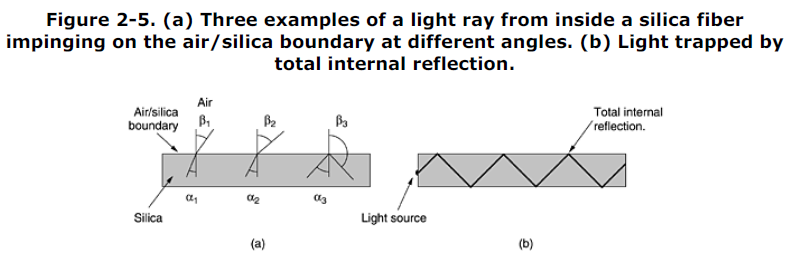 Figure 2-5. (a) Three examples of a light ray from inside a silica fiber
impinging on the air/silica boundary at different angles. (b) Light trapped by
total internal reflection.
Air/silica
boundary
Air
β₁
β₂
β₃
Total internal
reflection.
α₁
α₂
α₃
Silica
Light source
(a)
(b)